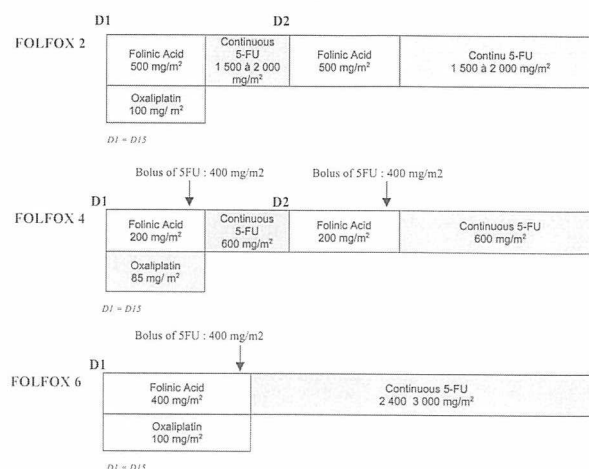 D1
D2
FOLFOX 2
Folinic Acid
500 mg/m²
Continuous
5-FU
1 500 à 2 000
mg/m²
Folinic Acid
500 mg/m²
Continu 5-FU
1 500 à 2 000 mg/m²
Oxaliplatin
100 mg/ m²
D1 = D15
Bolus of 5FU : 400 mg/m2
Bolus of 5FU : 400 mg/m2
D1
D2
FOLFOX 4
Folinic Acid
200 mg/m²
Continuous
5-FU
600 mg/m²
Folinic Acid
200 mg/m²
Continuous 5-FU
600 mg/m²
Oxaliplatin
85 mg/ m²
D1 = D15
Bolus of 5FU : 400 mg/m2
D1
FOLFOX 6
Folinic Acid
400 mg/m²
Continuous 5-FU
2 400 3 000 mg/m²
Oxaliplatin
100 mg/m²
D1 = D15